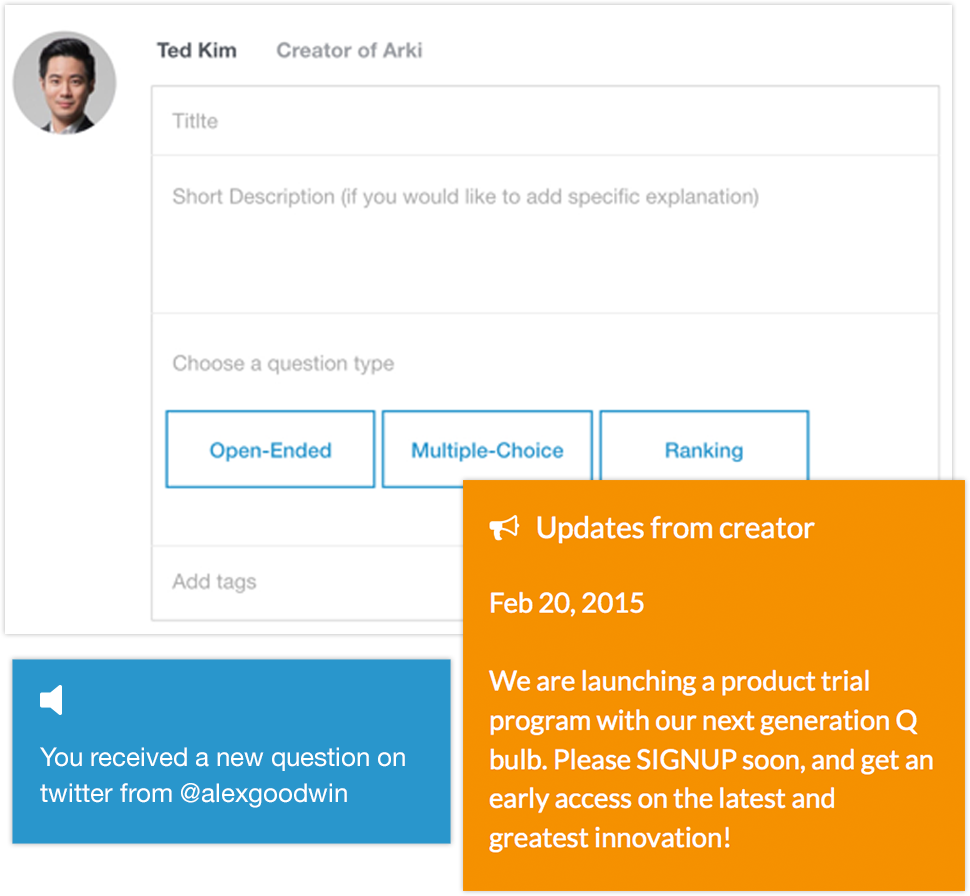 Ted Kim Creator of Arki
Titlte
Short Description (if you would like to add specific explanation)
Choose a question type
Open-Ended Multiple-Choice Ranking
Add tags
Updates from creator
Feb 20, 2015
We are launching a product trial
program with our next generation Q
bulb. Please SIGNUP soon, and get an
early access on the latest and
greatest innovation!
You received a new question on
twitter from @alexgoodwin